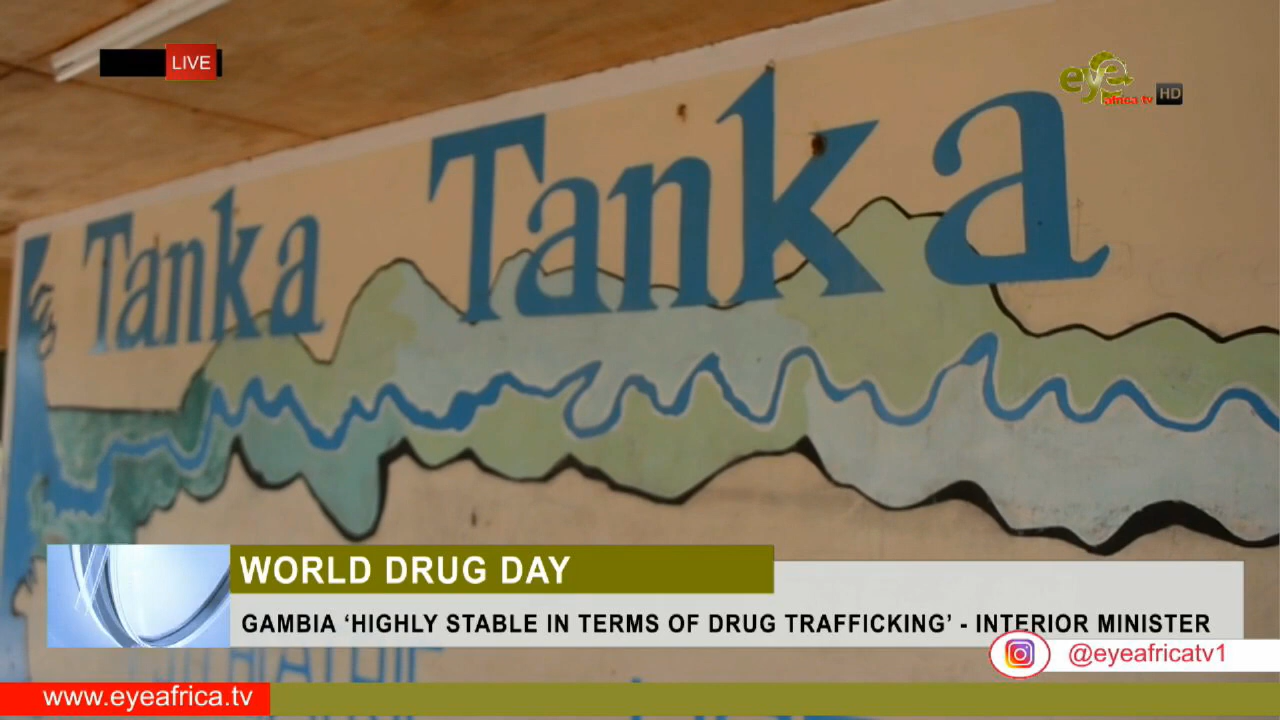 LIVE
eye
africa tv HD
Tanka Tanka
WORLD DRUG DAY
GAMBIA ‘HIGHLY STABLE IN TERMS OF DRUG TRAFFICKING’ - INTERIOR MINISTER
@eyeafricatv1
www.eyeafrica.tv